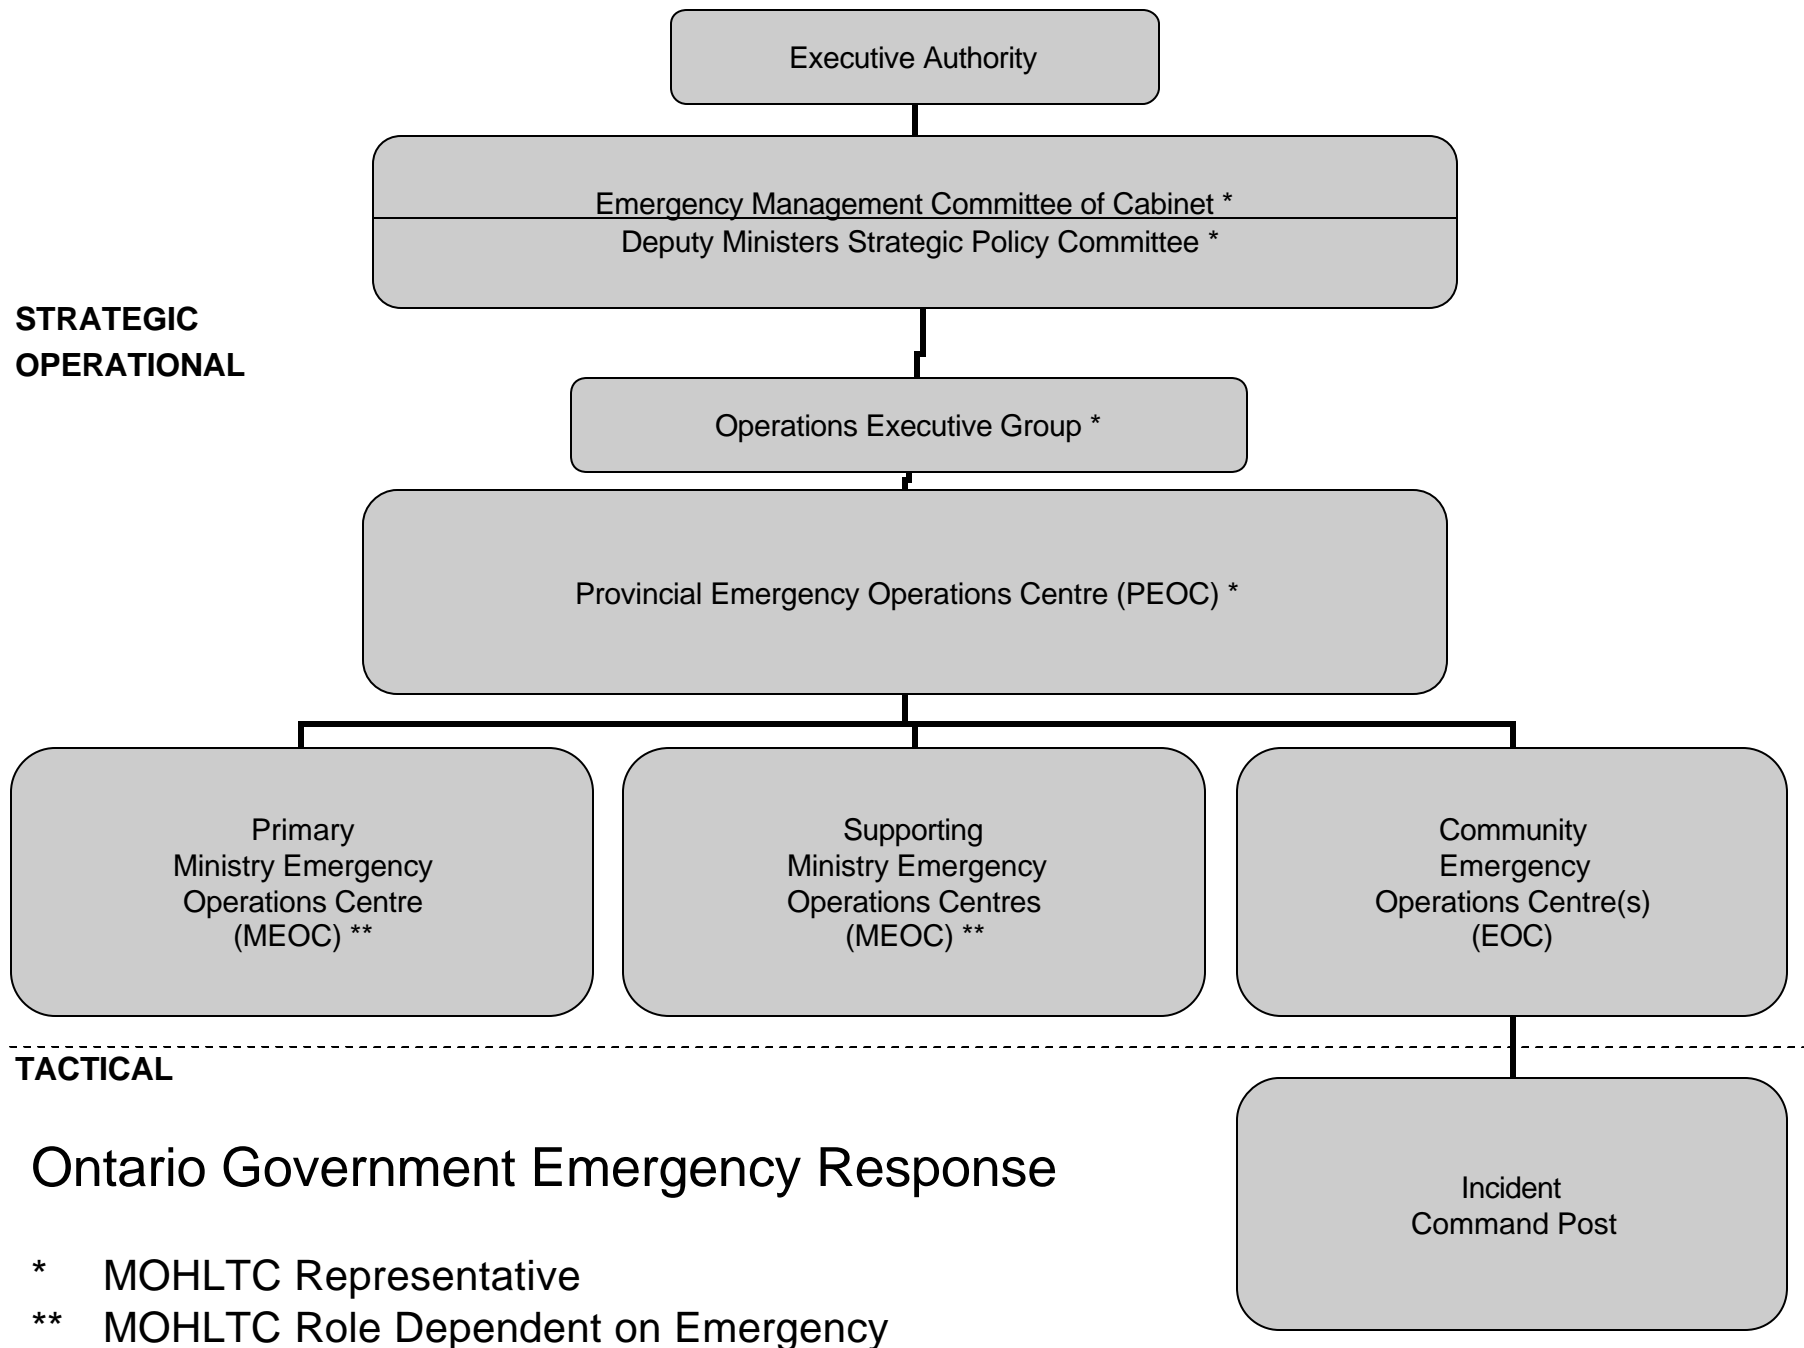 Executive Authority
Emergency Management Committee of Cabinet *
Deputy Ministers Strategic Policy Committee *
STRATEGIC
OPERATIONAL
Operations Executive Group *
Provincial Emergency Operations Centre (PEOC) *
Primary
Ministry Emergency
Operations Centre
(MEOC) **
Supporting
Ministry Emergency
Operations Centres
(MEOC) **
Community
Emergency
Operations Centre(s)
(EOC)
TACTICAL
Ontario Government Emergency Response
Incident
Command Post
* MOHLTC Representative
** MOHLTC Role Dependent on Emergency